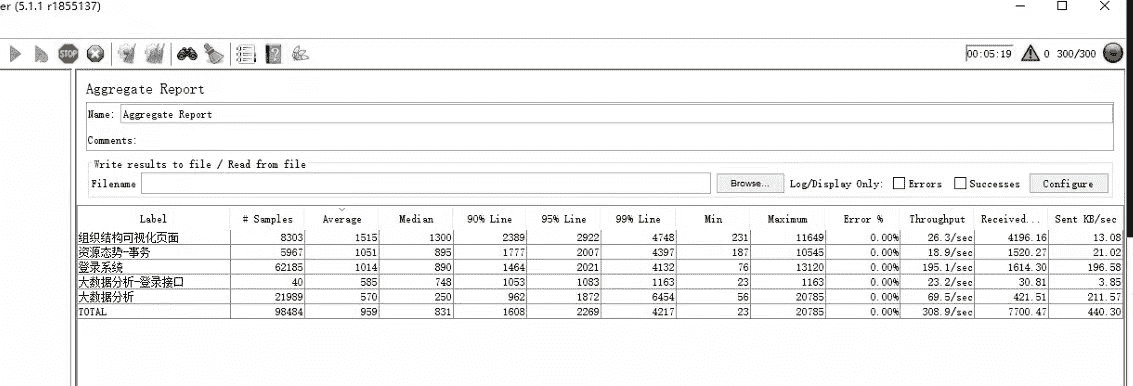 er (5.1.1 r1855137)
STOP 00:05:19 0 300/300
Aggregate Report
Name: Aggregate Report
Comments:
Write results to file / Read from file
Filename Browse... Log/Display Only: Errors Successes Configure
Label # Samples Average Median 90% Line 95% Line 99% Line Min Maximum Error % Throughput Received... Sent KB/sec
组织结构可视化页面 8303 1515 1300 2389 2922 4748 231 11649 0.00% 26.3/sec 4196.16 13.08
资源态势-事务 5967 1051 895 1777 2007 4397 187 10545 0.00% 18.9/sec 1520.27 21.02
登录系统 62185 1014 890 1464 2021 4132 76 13120 0.00% 195.1/sec 1614.30 196.58
大数据分析-登录接口 40 585 748 1053 1083 1163 23 1163 0.00% 23.2/sec 30.81 3.85
大数据分析 21989 570 250 962 1872 6454 56 20785 0.00% 69.5/sec 421.51 211.57
TOTAL 98484 959 831 1608 2269 4217 23 20785 0.00% 308.9/sec 7700.47 440.30